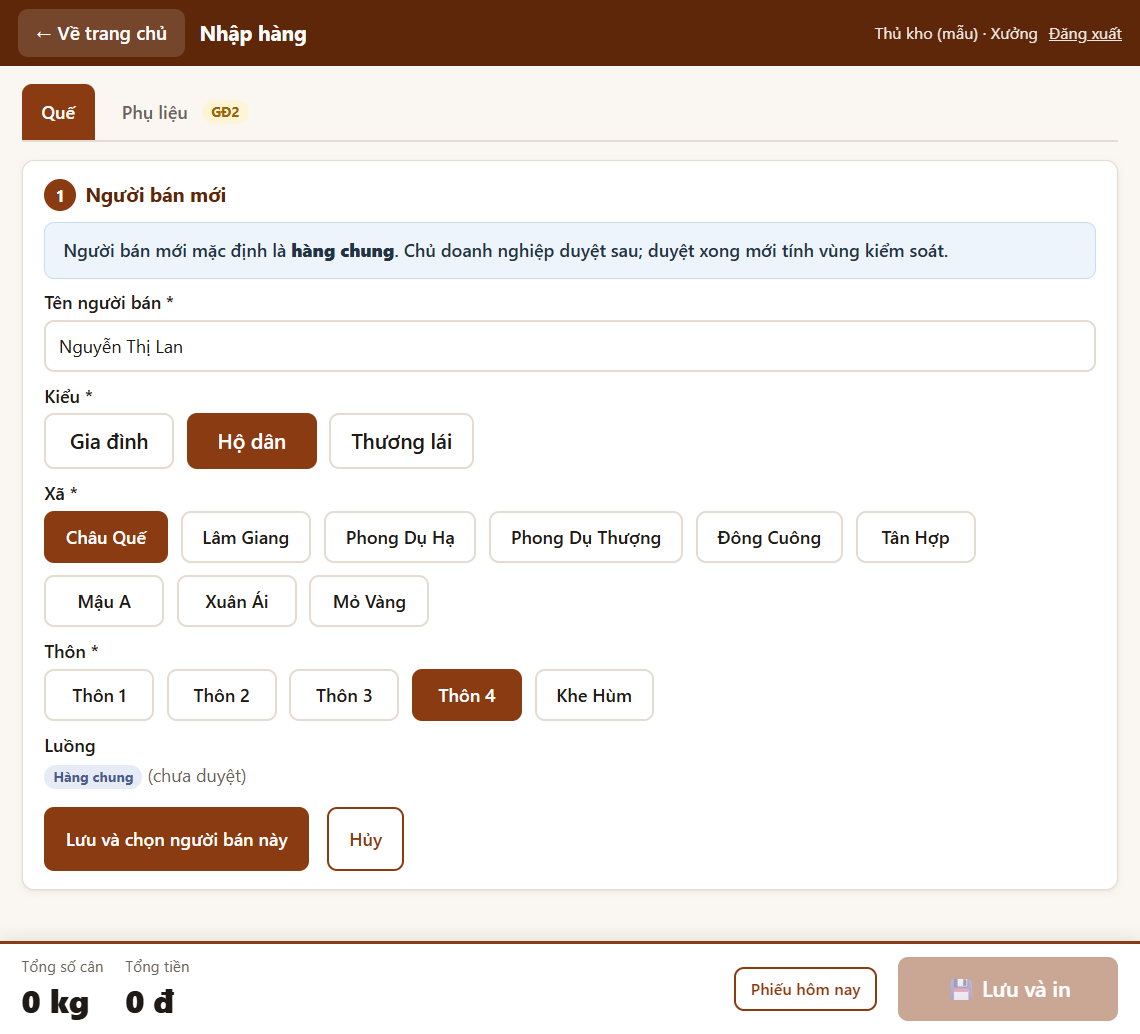 ← Về trang chủ Nhập hàng Thủ kho (mẫu) · Xưởng Đăng xuất
Quế Phụ liệu GĐ2
1 Người bán mới
Người bán mới mặc định là hàng chung. Chủ doanh nghiệp duyệt sau; duyệt xong mới tính vùng kiểm soát.
Tên người bán *
Nguyễn Thị Lan
Kiểu *
Gia đình Hộ dân Thương lái
Xã *
Châu Quế Lâm Giang Phong Dụ Hạ Phong Dụ Thượng Đông Cuông Tân Hợp
Mậu A Xuân Ái Mỏ Vàng
Thôn *
Thôn 1 Thôn 2 Thôn 3 Thôn 4 Khe Hùm
Luồng
Hàng chung (chưa duyệt)
Lưu và chọn người bán này Hủy
Tổng số cân Tổng tiền
0 kg 0 đ Phiếu hôm nay 💾 Lưu và in